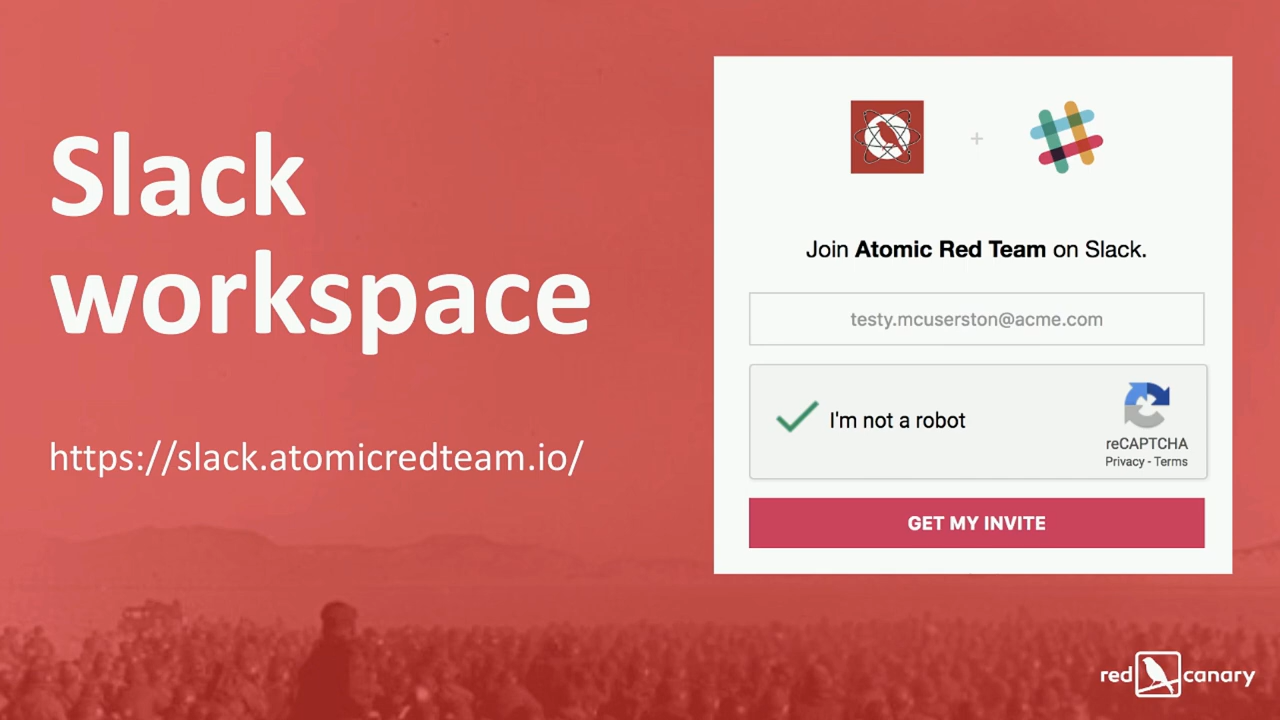 Slack
workspace
https://slack.atomicredteam.io/
+
Join Atomic Red Team on Slack.
testy.mcuserston@acme.com
I'm not a robot
reCAPTCHA
Privacy - Terms
GET MY INVITE
red canary